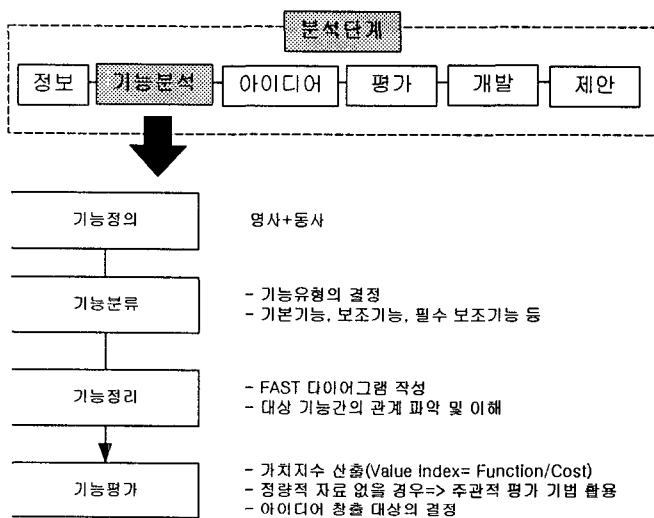 분석단계
정보 기능분석 아이디어 평가 개발 제안
기능정의 명사+동사
기능분류
- 기능유형의 결정
- 기본기능, 보조기능, 필수 보조기능 등
기능정리
- FAST 다이어그램 작성
- 대상 기능간의 관계 파악 및 이해
기능평가
- 가치지수 산출(Value Index= Function/Cost)
- 정량적 자료 없을 경우=> 주관적 평가 기법 활용
- 아이디어 창출 대상의 결정